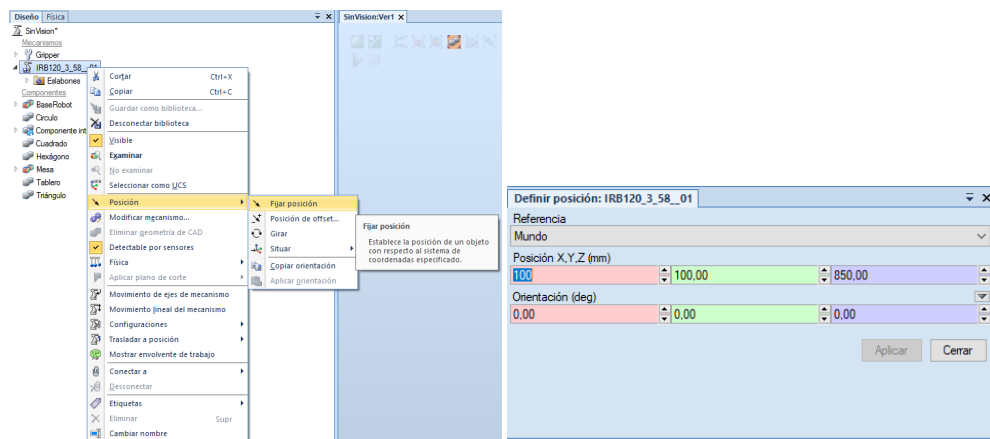 Diseño Física
SinVision:Ver1
SinVision*
Mecanismos
Gripper
IRB120_3_58__01
Eslabones
Componentes
BaseRobot
Circulo
Componente int
Cuadrado
Hexágono
Mesa
Tablero
Triángulo
Cortar Ctrl+X
Copiar Ctrl+C
Guardar como biblioteca...
Desconectar biblioteca
Visible
Examinar
No examinar
Seleccionar como UCS
Posición
Modificar mecanismo...
Eliminar geometría de CAD
Detectable por sensores
Física
Aplicar plano de corte
Movimiento de ejes de mecanismo
Movimiento lineal del mecanismo
Configuraciones
Trasladar a posición
Mostrar envolvente de trabajo
Conectar a
Desconectar
Etiquetas
Eliminar Supr
Cambiar nombre
Fijar posición
Posición de offset...
Girar
Situar
Copiar orientación
Aplicar orientación
Fijar posición
Establece la posición de un objeto
con respecto al sistema de
coordenadas especificado.
Definir posición: IRB120_3_58__01
Referencia
Mundo
Posición X,Y,Z (mm)
100 100,00 850,00
Orientación (deg)
0,00 0,00 0,00
Aplicar Cerrar